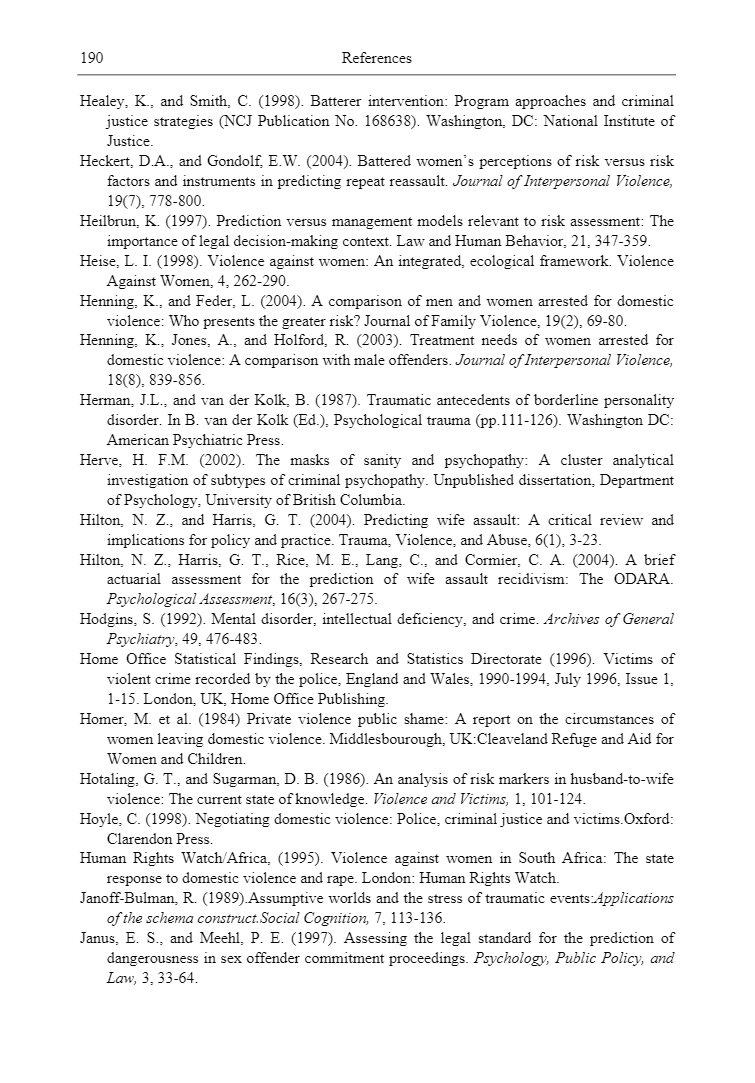 190 References
Healey, K., and Smith, C. (1998). Batterer intervention: Program approaches and criminal
justice strategies (NCJ Publication No. 168638). Washington, DC: National Institute of
Justice.
Heckert, D.A., and Gondolf, E.W. (2004). Battered women's perceptions of risk versus risk
factors and instruments in predicting repeat reassault. Journal of Interpersonal Violence,
19(7), 778-800.
Heilbrun, K. (1997). Prediction versus management models relevant to risk assessment: The
importance of legal decision-making context. Law and Human Behavior, 21, 347-359.
Heise, L. I. (1998). Violence against women: An integrated, ecological framework. Violence
Against Women, 4, 262-290.
Henning, K., and Feder, L. (2004). A comparison of men and women arrested for domestic
violence: Who presents the greater risk? Journal of Family Violence, 19(2), 69-80.
Henning, K., Jones, A., and Holford, R. (2003). Treatment needs of women arrested for
domestic violence: A comparison with male offenders. Journal of Interpersonal Violence,
18(8), 839-856.
Herman, J.L., and van der Kolk, B. (1987). Traumatic antecedents of borderline personality
disorder. In B. van der Kolk (Ed.), Psychological trauma (pp.111-126). Washington DC:
American Psychiatric Press.
Herve, H. F.M. (2002). The masks of sanity and psychopathy: A cluster analytical
investigation of subtypes of criminal psychopathy. Unpublished dissertation, Department
of Psychology, University of British Columbia.
Hilton, N. Z., and Harris, G. T. (2004). Predicting wife assault: A critical review and
implications for policy and practice. Trauma, Violence, and Abuse, 6(1), 3-23.
Hilton, N. Z., Harris, G. T., Rice, M. E., Lang, C., and Cormier, C. A. (2004). A brief
actuarial assessment for the prediction of wife assault recidivism: The ODARA.
Psychological Assessment, 16(3), 267-275.
Hodgins, S. (1992). Mental disorder, intellectual deficiency, and crime. Archives of General
Psychiatry, 49, 476-483.
Home Office Statistical Findings, Research and Statistics Directorate (1996). Victims of
violent crime recorded by the police, England and Wales, 1990-1994, July 1996, Issue 1,
1-15. London, UK, Home Office Publishing.
Homer, M. et al. (1984) Private violence public shame: A report on the circumstances of
women leaving domestic violence. Middlesbourough, UK:Cleaveland Refuge and Aid for
Women and Children.
Hotaling, G. T., and Sugarman, D. B. (1986). An analysis of risk markers in husband-to-wife
violence: The current state of knowledge. Violence and Victims, 1, 101-124.
Hoyle, C. (1998). Negotiating domestic violence: Police, criminal justice and victims.Oxford:
Clarendon Press.
Human Rights Watch/Africa, (1995). Violence against women in South Africa: The state
response to domestic violence and rape. London: Human Rights Watch.
Janoff-Bulman, R. (1989).Assumptive worlds and the stress of traumatic events:Applications
of the schema construct.Social Cognition, 7, 113-136.
Janus, E. S., and Meehl, P. E. (1997). Assessing the legal standard for the prediction of
dangerousness in sex offender commitment proceedings. Psychology, Public Policy, and
Law, 3, 33-64.